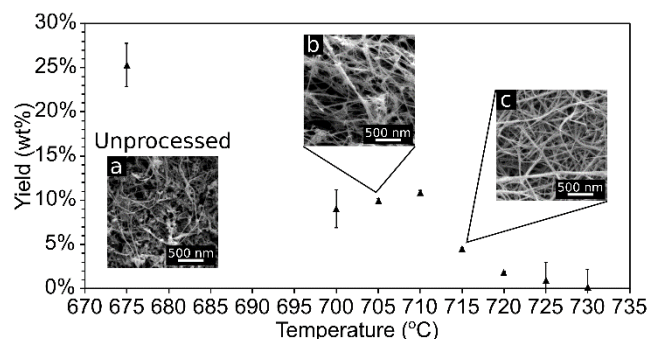 30%
25%
20%
15%
10%
5%
0%
Yield (wt%)
Unprocessed
a
500 nm
b
500 nm
c
500 nm
670 675 680 685 690 695 700 705 710 715 720 725 730 735
Temperature (°C)